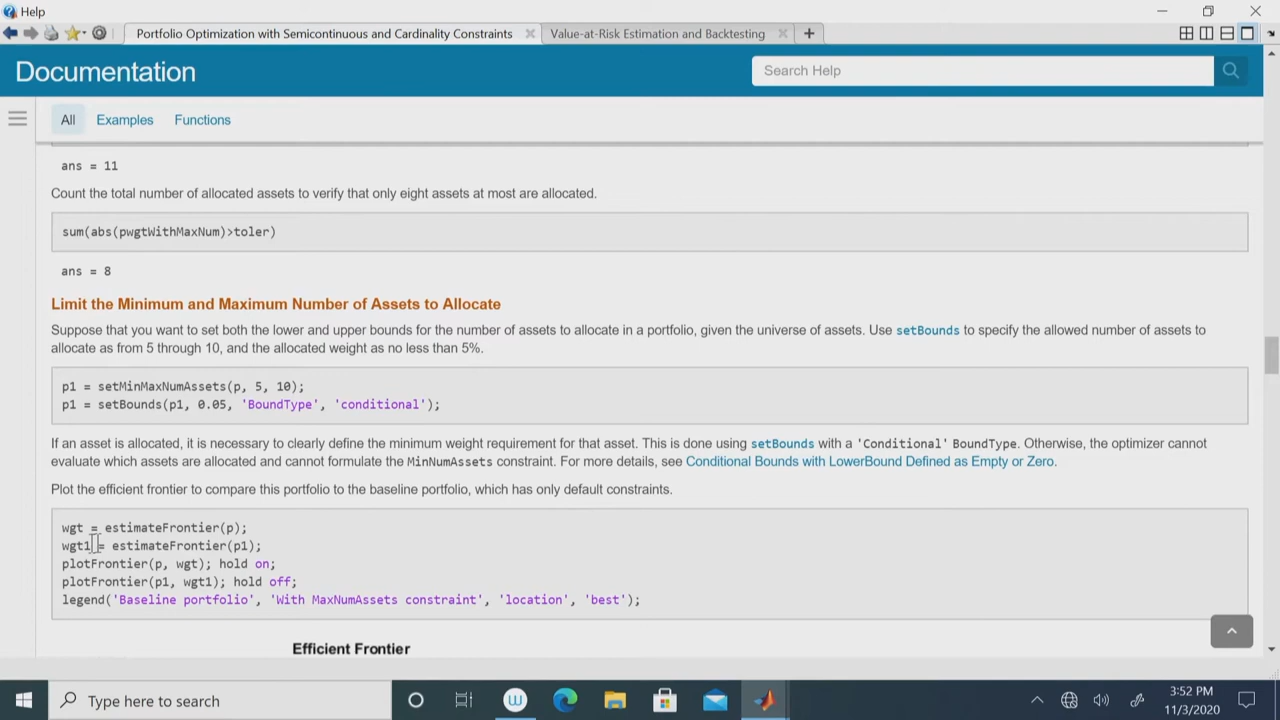 Help
Portfolio Optimization with Semicontinuous and Cardinality Constraints
Value-at-Risk Estimation and Backtesting
Documentation
Search Help
All Examples Functions
ans = 11
Count the total number of allocated assets to verify that only eight assets at most are allocated.
sum(abs(pwgtWithMaxNum)>toler)
ans = 8
Limit the Minimum and Maximum Number of Assets to Allocate
Suppose that you want to set both the lower and upper bounds for the number of assets to allocate in a portfolio, given the universe of assets. Use setBounds to specify the allowed number of assets to
allocate as from 5 through 10, and the allocated weight as no less than 5%.
p1 = setMinMaxNumAssets(p, 5, 10);
p1 = setBounds(p1, 0.05, 'BoundType', 'conditional');
If an asset is allocated, it is necessary to clearly define the minimum weight requirement for that asset. This is done using setBounds with a 'Conditional' BoundType. Otherwise, the optimizer cannot
evaluate which assets are allocated and cannot formulate the MinNumAssets constraint. For more details, see Conditional Bounds with LowerBound Defined as Empty or Zero.
Plot the efficient frontier to compare this portfolio to the baseline portfolio, which has only default constraints.
wgt = estimateFrontier(p);
wgt1 = estimateFrontier(p1);
plotFrontier(p, wgt); hold on;
plotFrontier(p1, wgt1); hold off;
legend('Baseline portfolio', 'With MaxNumAssets constraint', 'location', 'best');
Efficient Frontier
Type here to search
3:52 PM
11/3/2020